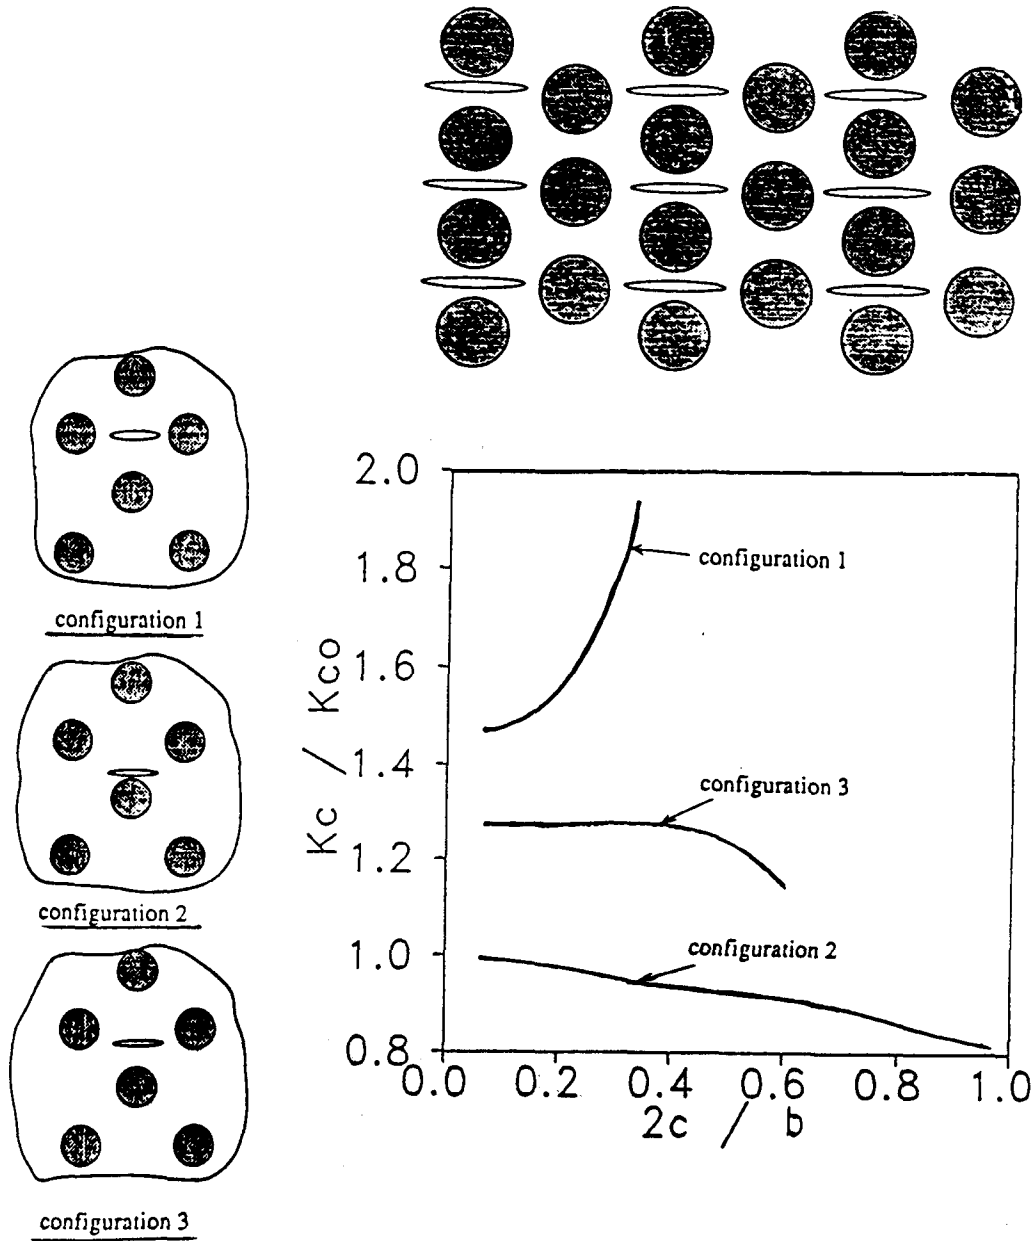 configuration 1
configuration 2
configuration 3
2.0
1.8
1.6
1.4
1.2
1.0
0.8
Kc / Kco
configuration 1
configuration 3
configuration 2
0.0 0.2 0.4 0.6 0.8 1.0
2c / b